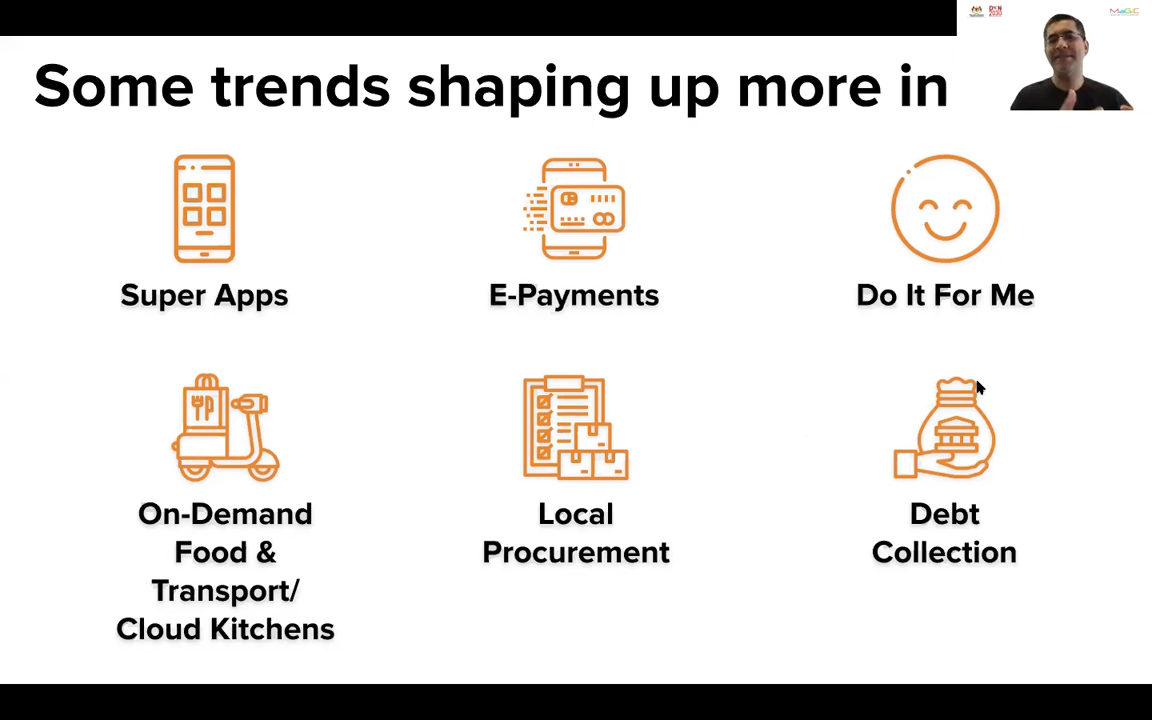 Some trends shaping up more in
MaGIC
Super Apps
E-Payments
Do It For Me
On-Demand
Food &
Transport/
Cloud Kitchens
Local
Procurement
Debt
Collection